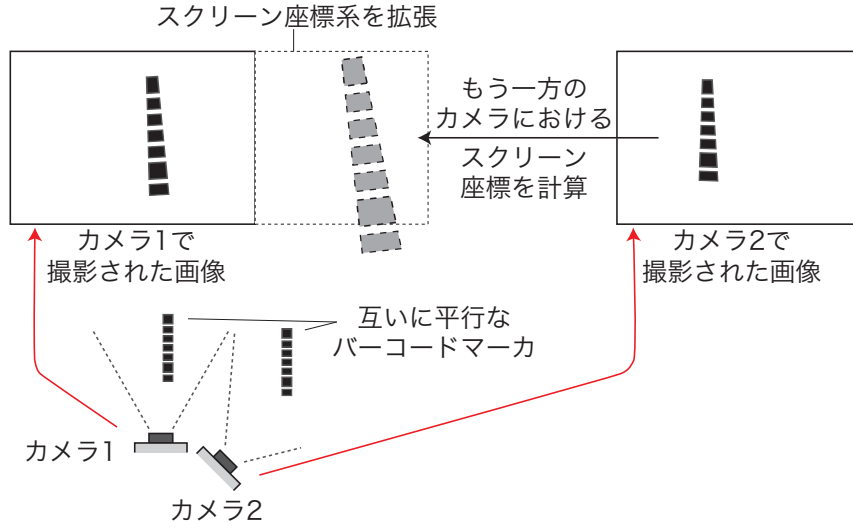 スクリーン座標系を拡張
もう一方の
カメラにおける
スクリーン
座標を計算
カメラ1で
撮影された画像
カメラ2で
撮影された画像
互いに平行な
バーコードマーカ
カメラ1
カメラ2